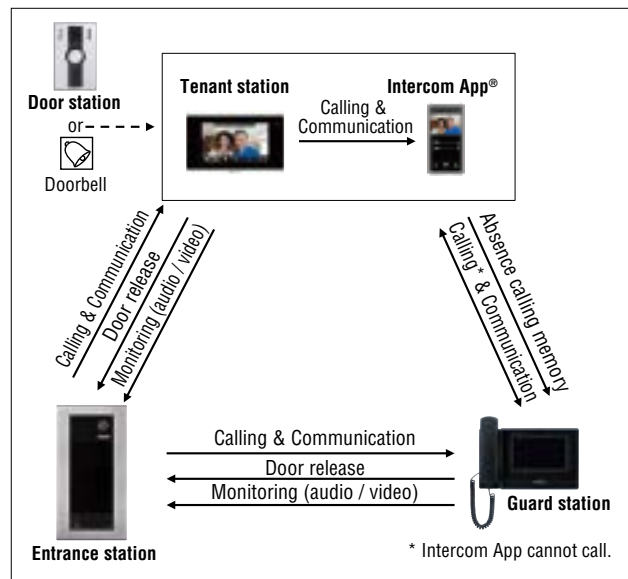 Tenant station
Intercom App®
Calling &
Communication
Door station
or
Doorbell
Calling & Communication
Door release
Monitoring (audio / video)
Absence calling memory
Calling* & Communication
Calling & Communication
Door release
Monitoring (audio / video)
Entrance station
Guard station
* Intercom App cannot call.